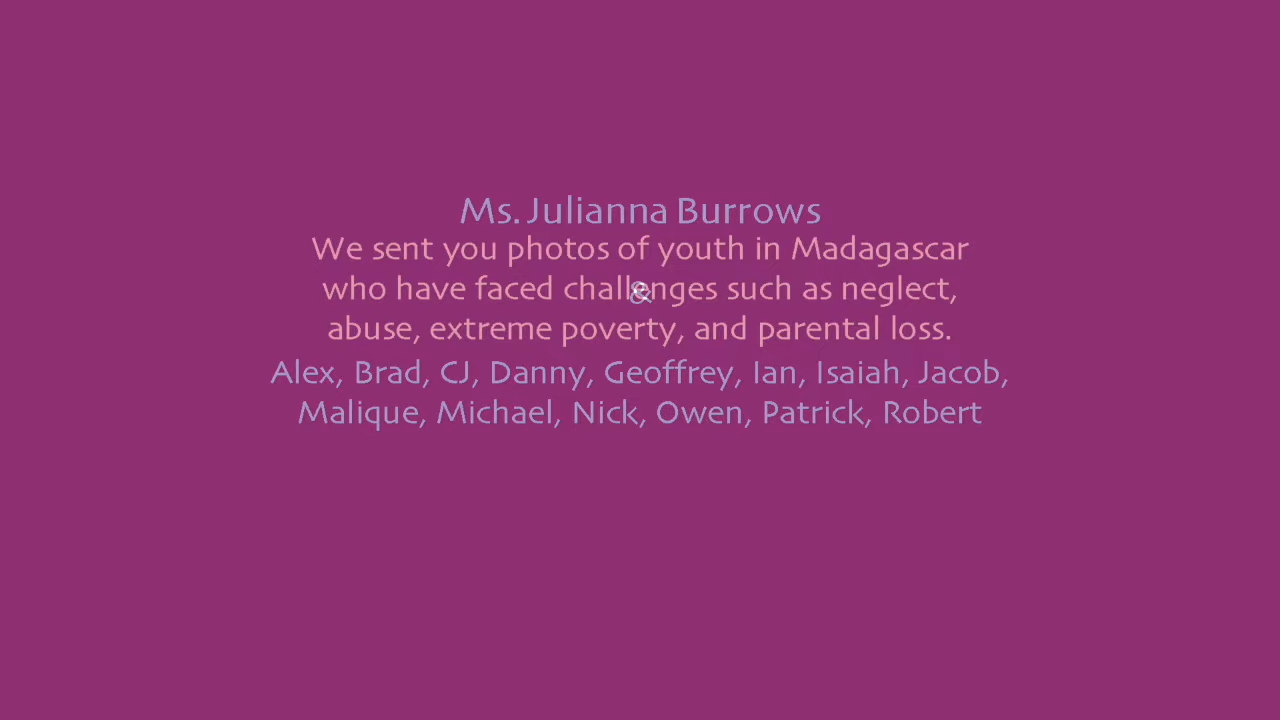 Ms. Julianna Burrows
We sent you photos of youth in Madagascar
who have faced challenges such as neglect,
&
abuse, extreme poverty, and parental loss.
Alex, Brad, CJ, Danny, Geoffrey, Ian, Isaiah, Jacob,
Malique, Michael, Nick, Owen, Patrick, Robert